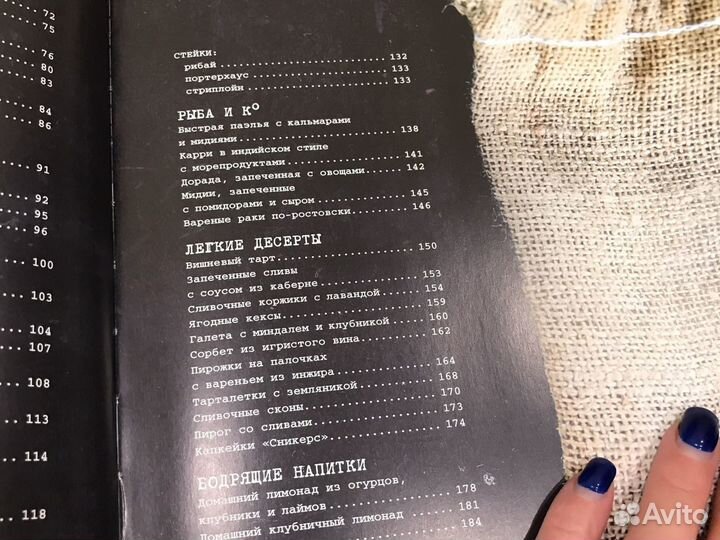 72
75
76
80
83
84
86
91
92
95
96
100
103
104
107
108
113
114
118
СТЕЙКИ:
рибай ........................ 132
портерхаус ........................ 133
стриплойн ........................ 133
РЫБА И К°
Быстрая паэлья с кальмарами
и мидиями ........................ 138
Карри в индийском стиле
с морепродуктами ........................ 141
Дорада, запеченная с овощами .... 142
Мидии, запеченные
с помидорами и сыром ............ 145
Вареные раки по-ростовски ........ 146
ЛЕГКИЕ ДЕСЕРТЫ
Вишневый тарт ........................ 150
Запеченные сливы
с соусом из каберне ............ 153
Сливочные коржики с лавандой .... 154
Ягодные кексы ........................ 159
Галета с миндалем и клубникой .... 160
Сорбет из игристого вина ........ 162
Пирожки на палочках
с вареньем из инжира ............ 164
Тарталетки с земляникой ............ 168
Сливочные сконы ........................ 170
Пирог со сливами ........................ 173
Капкейки «Сникерс» ................ 174
БОДРЯЩИЕ НАПИТКИ
Домашний лимонад из огурцов,
клубники и лаймов ................ 178
Домашний клубничный лимонад .... 181
184
Avito